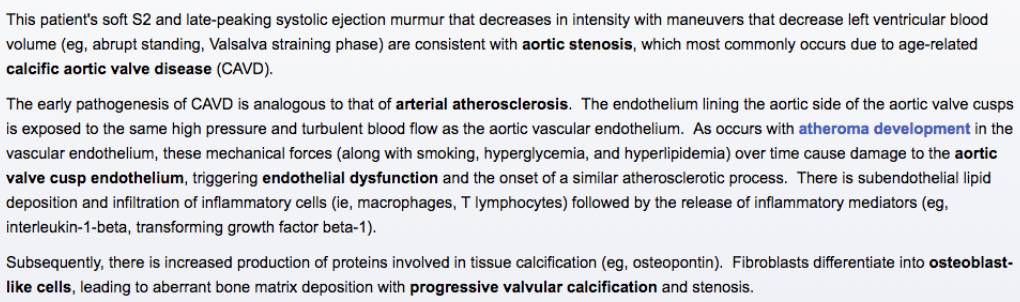 This patient's soft S2 and late-peaking systolic ejection murmur that decreases in intensity with maneuvers that decrease left ventricular blood
volume (eg, abrupt standing, Valsalva straining phase) are consistent with aortic stenosis, which most commonly occurs due to age-related
calcific aortic valve disease (CAVD).
The early pathogenesis of CAVD is analogous to that of arterial atherosclerosis. The endothelium lining the aortic side of the aortic valve cusps
is exposed to the same high pressure and turbulent blood flow as the aortic vascular endothelium. As occurs with atheroma development in the
vascular endothelium, these mechanical forces (along with smoking, hyperglycemia, and hyperlipidemia) over time cause damage to the aortic
valve cusp endothelium, triggering endothelial dysfunction and the onset of a similar atherosclerotic process. There is subendothelial lipid
deposition and infiltration of inflammatory cells (ie, macrophages, T lymphocytes) followed by the release of inflammatory mediators (eg,
interleukin-1-beta, transforming growth factor beta-1).
Subsequently, there is increased production of proteins involved in tissue calcification (eg, osteopontin). Fibroblasts differentiate into osteoblast-
like cells, leading to aberrant bone matrix deposition with progressive valvular calcification and stenosis.